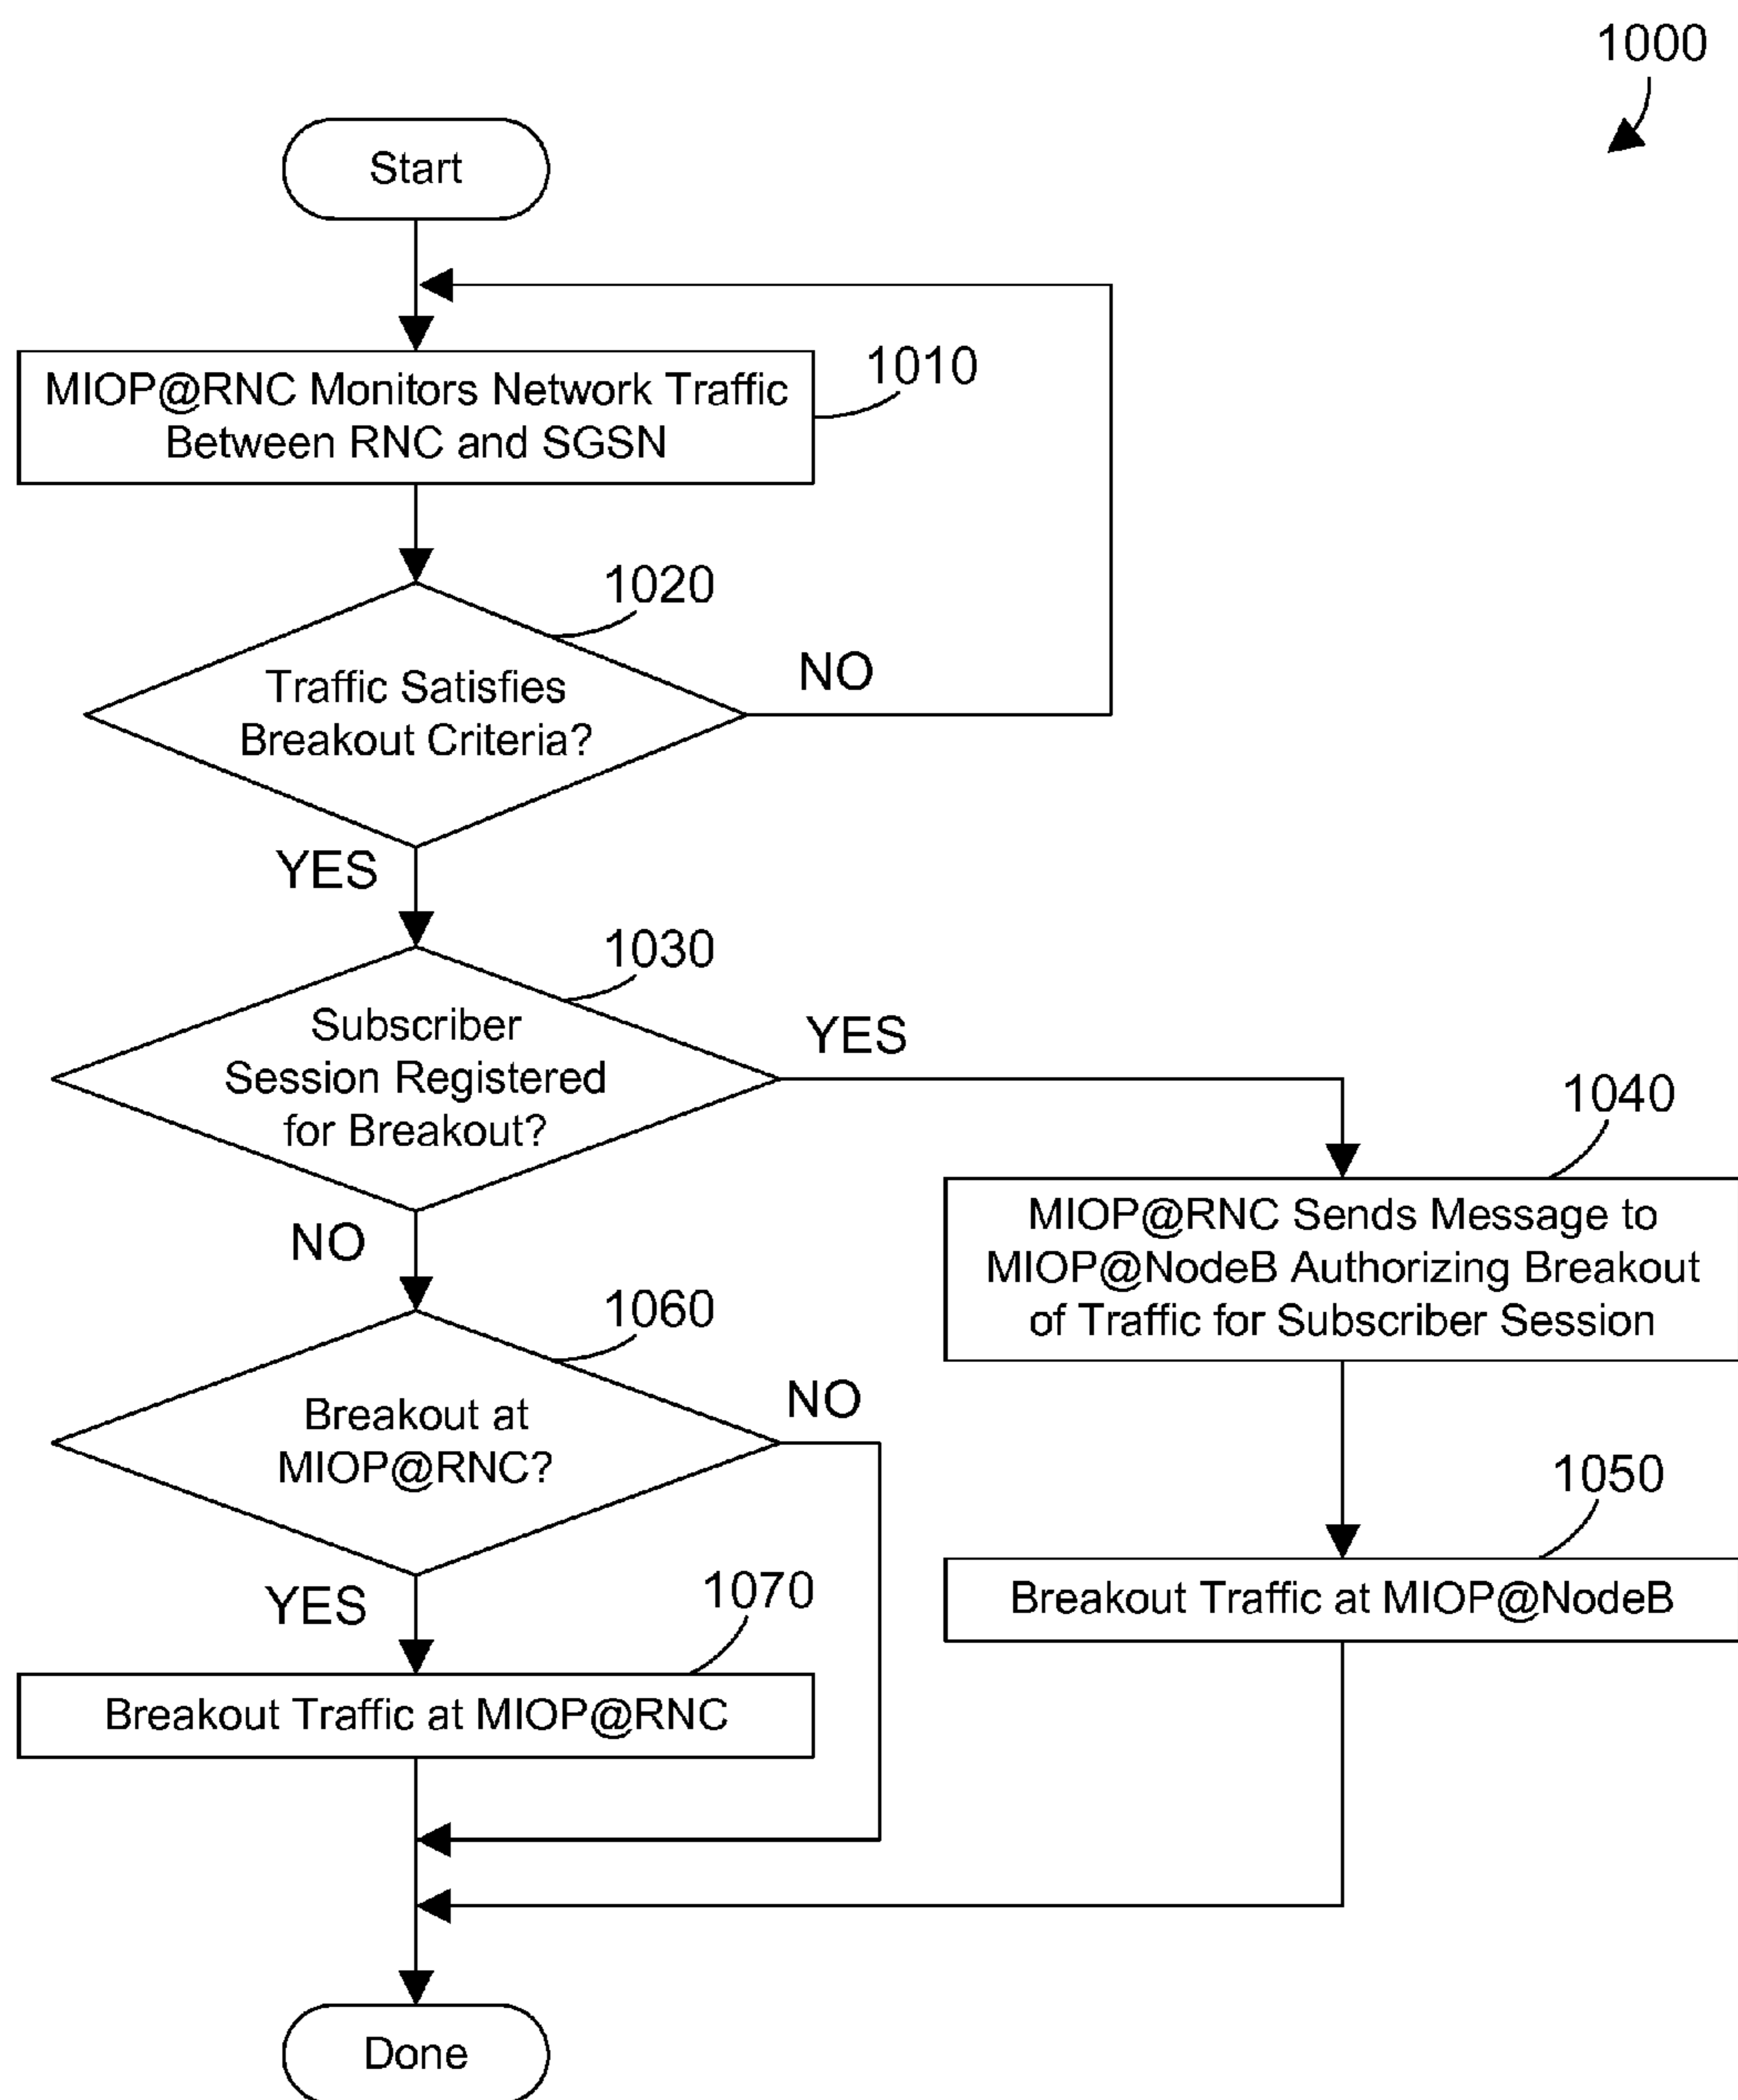 1000
Start
MIOP@RNC Monitors Network Traffic
Between RNC and SGSN
1010
1020
Traffic Satisfies
Breakout Criteria?
NO
YES
1030
Subscriber
Session Registered
for Breakout?
YES
NO
1040
MIOP@RNC Sends Message to
MIOP@NodeB Authorizing Breakout
of Traffic for Subscriber Session
1060
Breakout at
MIOP@RNC?
NO
YES
1050
Breakout Traffic at MIOP@NodeB
1070
Breakout Traffic at MIOP@RNC
Done